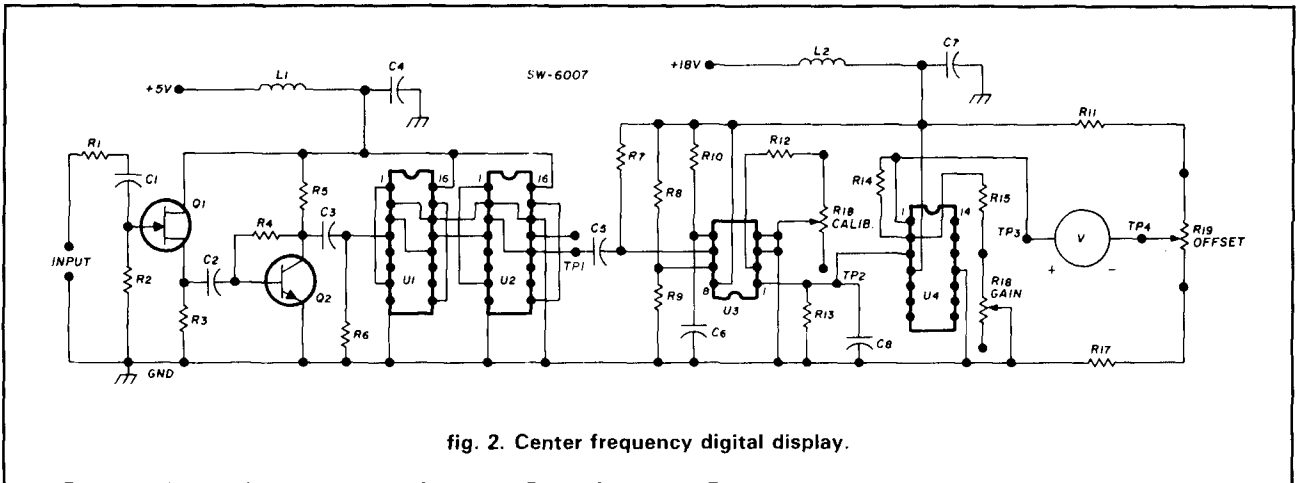 SW-6007
+5V
L1
C4
+18V
L2
C7
R1
C1
Q1
R2
INPUT
R3
C2
R4
R5
C3
Q2
R6
1
16
U1
1
16
U2
TP1
C5
R7
R8
R9
R10
C6
R12
R18
CALIB.
8
1
U3
TP2
R13
C8
R11
R14
R15
1
14
U4
R18
GAIN
TP3
V
+
-
TP4
R19
OFFSET
R17
GND
fig. 2. Center frequency digital display.